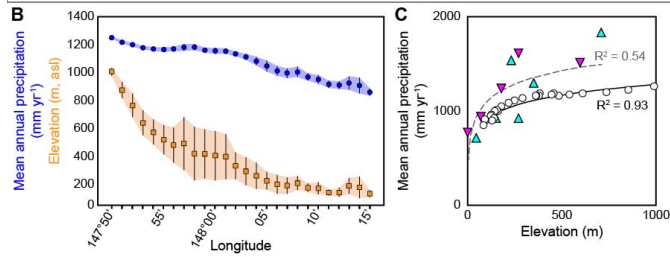 B
Mean annual precipitation
(mm yr⁻¹)
Elevation (m, asl)
1400
1200
1000
800
600
400
200
0
147°50'
55'
148°00'
05'
10'
15'
Longitude
C
Mean annual precipitation
(mm yr⁻¹)
2000
1000
0
R² = 0.54
R² = 0.93
0
500
1000
Elevation (m)